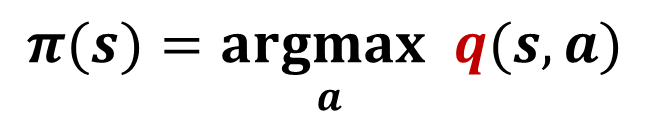 π(s) = argmax q(s, a)
a